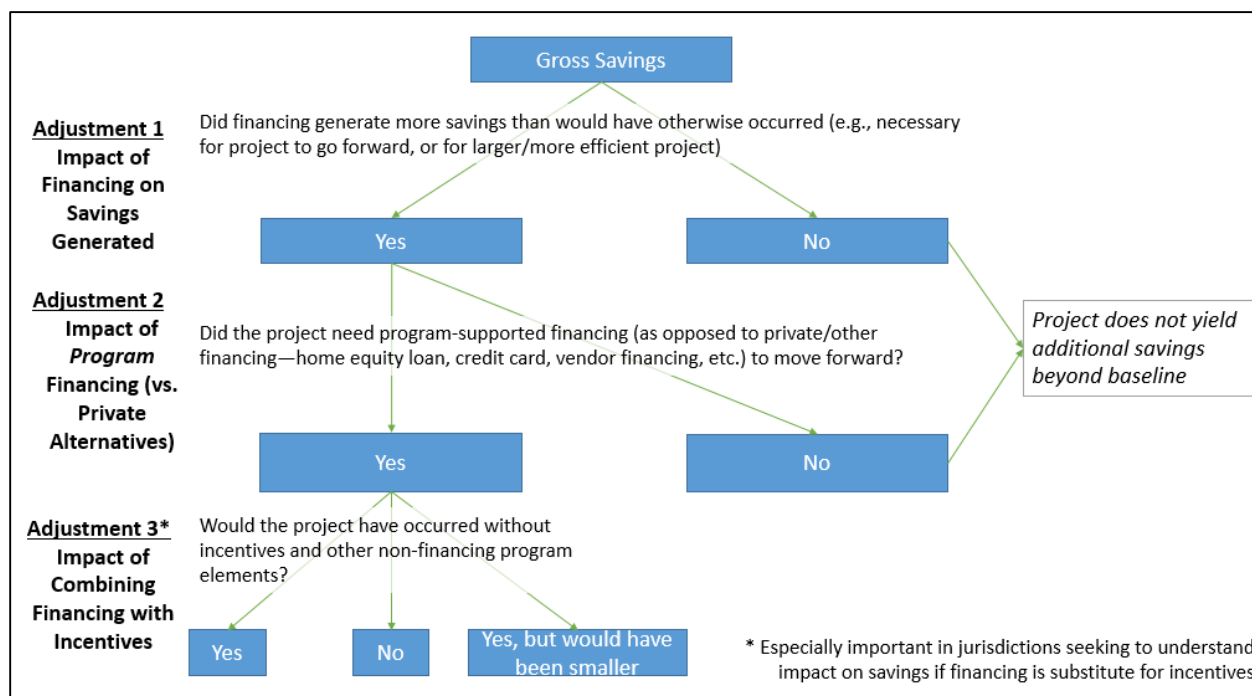 Gross Savings
Adjustment 1
Impact of
Financing on
Savings
Generated
Did financing generate more savings than would have otherwise occurred (e.g., necessary
for project to go forward, or for larger/more efficient project)
Yes
No
Adjustment 2
Impact of
Program
Financing (vs.
Private
Alternatives)
Did the project need program-supported financing (as opposed to private/other
financing—home equity loan, credit card, vendor financing, etc.) to move forward?
Project does not yield
additional savings
beyond baseline
Yes
No
Adjustment 3*
Impact of
Combining
Financing with
Incentives
Would the project have occurred without
incentives and other non-financing program
elements?
Yes
No
Yes, but would have
been smaller
* Especially important in jurisdictions seeking to understand
impact on savings if financing is substitute for incentives